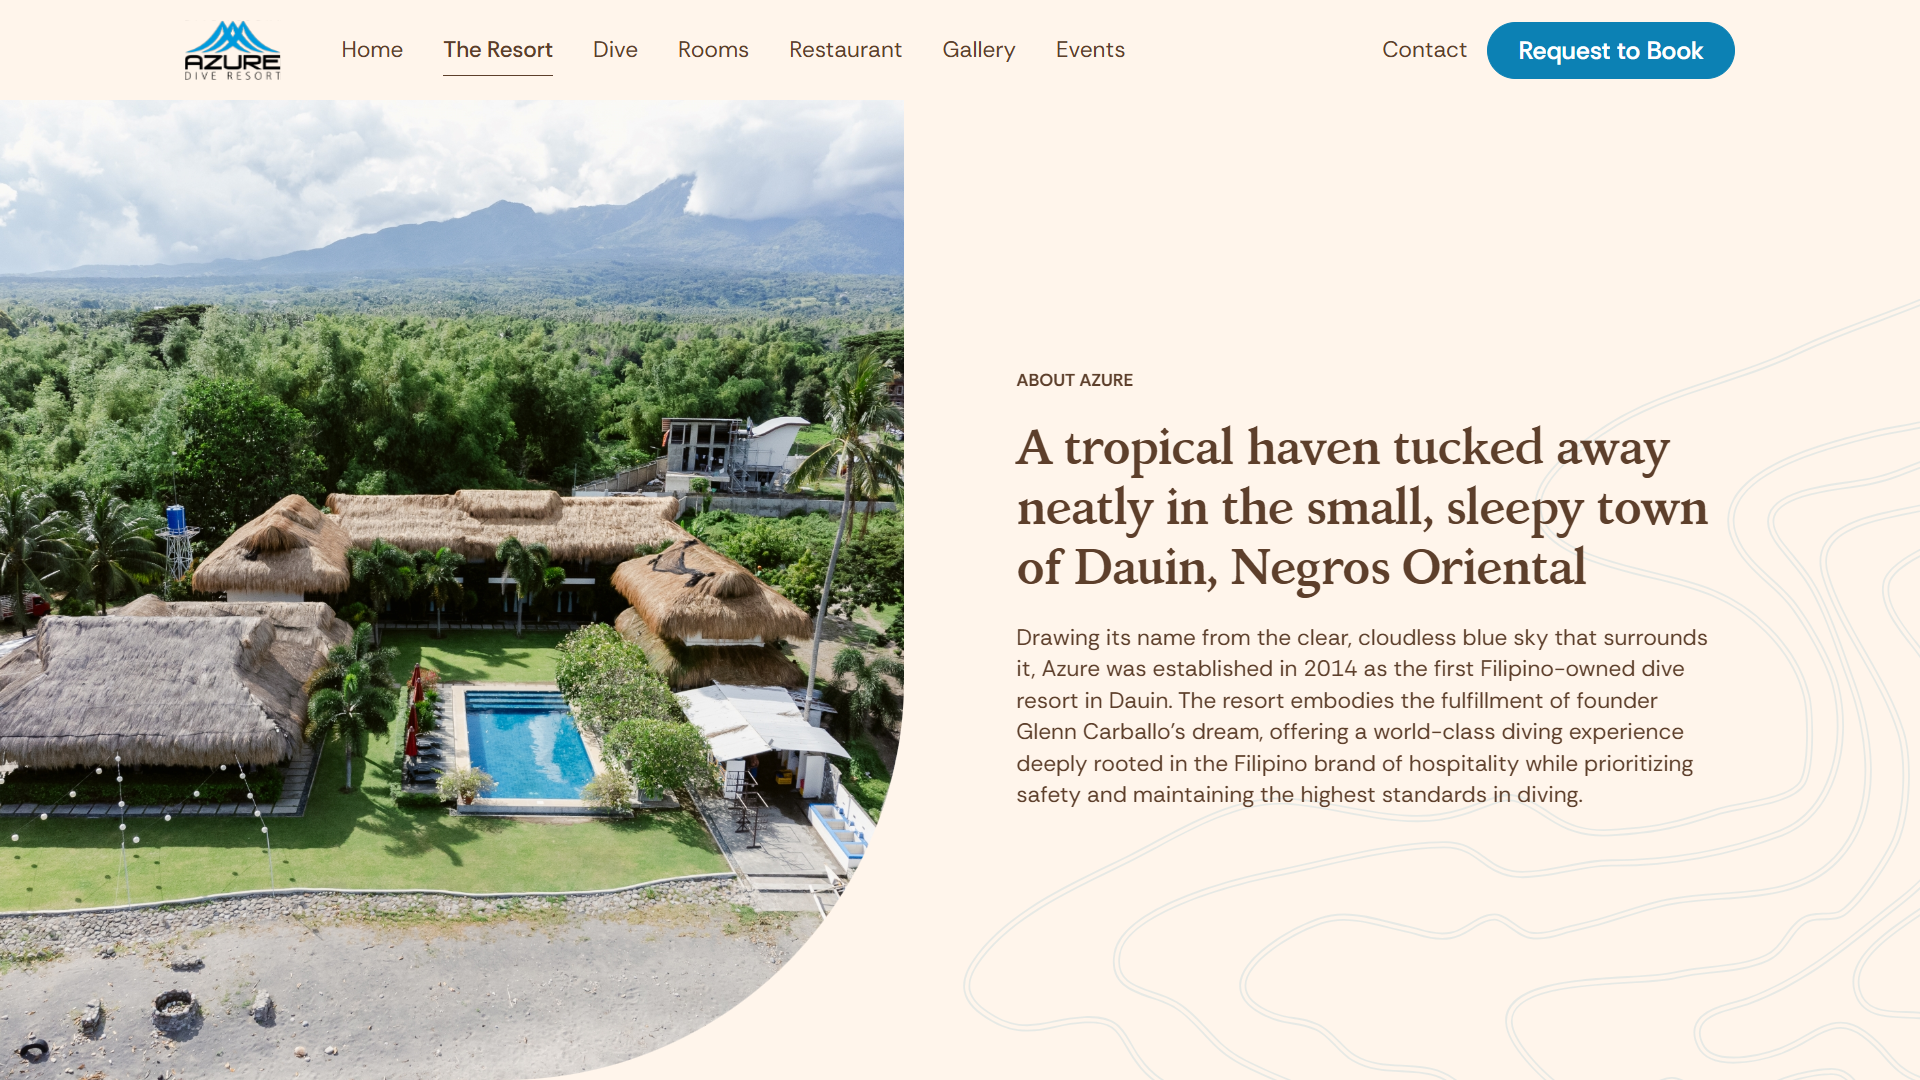 AZURE
DIVE RESORT
Home
The Resort
Dive
Rooms
Restaurant
Gallery
Events
Contact
Request to Book
ABOUT AZURE
A tropical haven tucked away
neatly in the small, sleepy town
of Dauin, Negros Oriental
Drawing its name from the clear, cloudless blue sky that surrounds
it, Azure was established in 2014 as the first Filipino-owned dive
resort in Dauin. The resort embodies the fulfillment of founder
Glenn Carballo’s dream, offering a world-class diving experience
deeply rooted in the Filipino brand of hospitality while prioritizing
safety and maintaining the highest standards in diving.